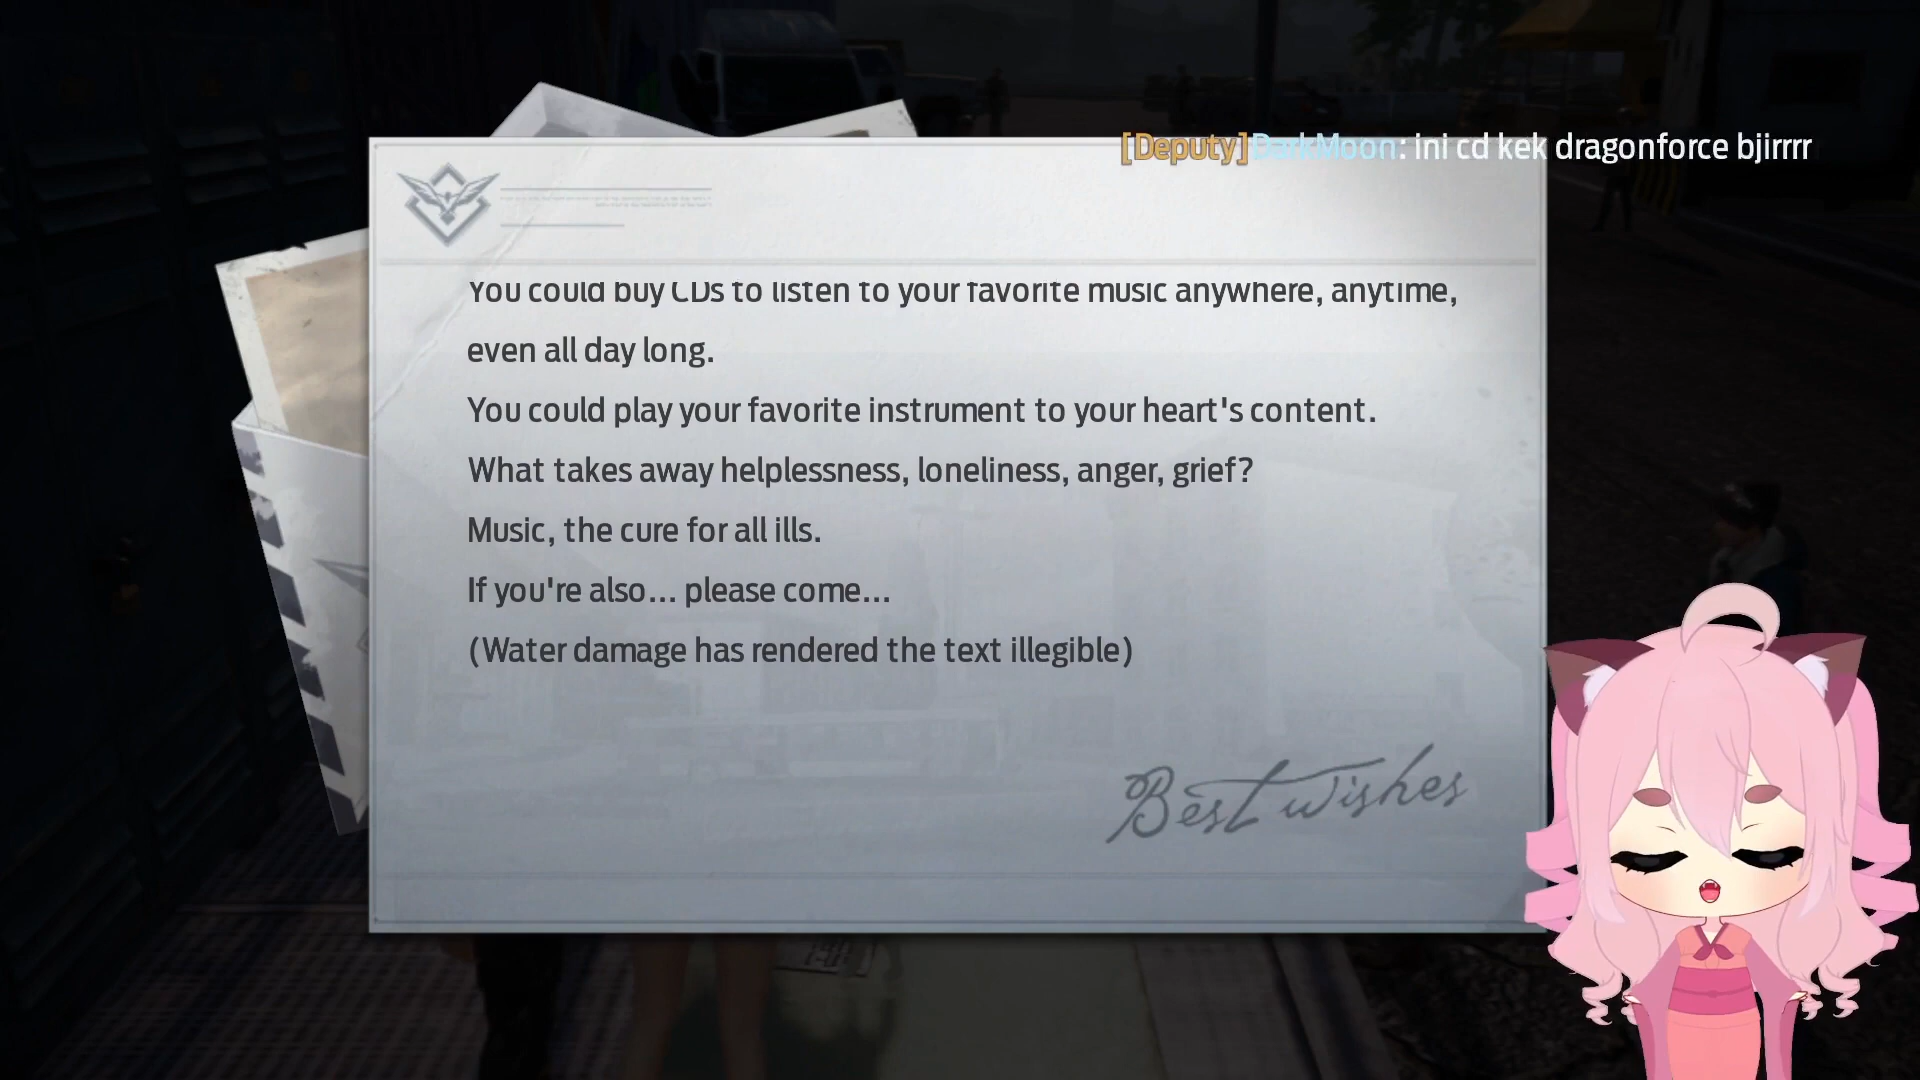 [Deputy]DarkMoon: ini cd kek dragonforce bjirrrr
You could buy CDs to listen to your favorite music anywhere, anytime,
even all day long.
You could play your favorite instrument to your heart's content.
What takes away helplessness, loneliness, anger, grief?
Music, the cure for all ills.
If you're also... please come...
(Water damage has rendered the text illegible)
Best wishes